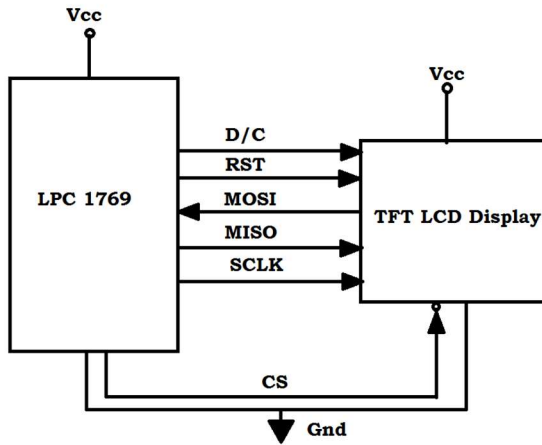 Vcc
Vcc
D/C
RST
LPC 1769
MOSI
TFT LCD Display
MISO
SCLK
CS
Gnd